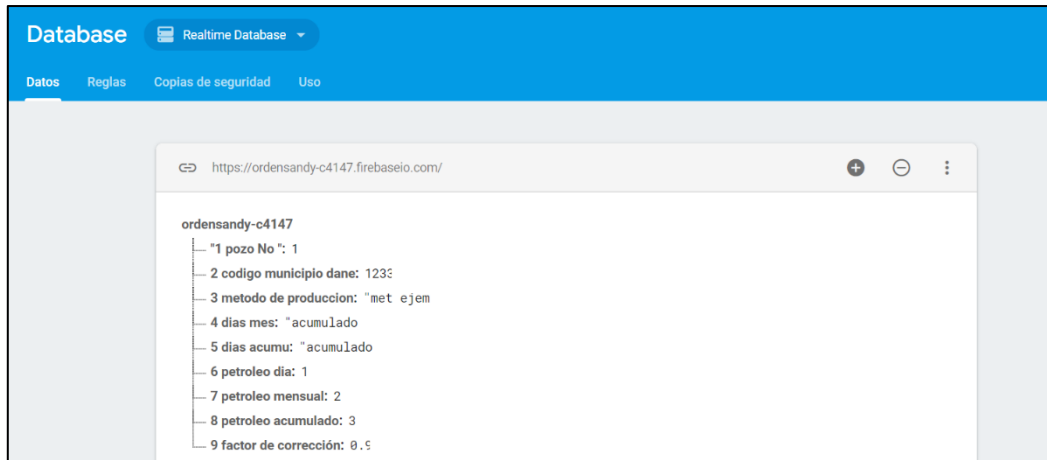 Database Realtime Database
Datos Reglas Copias de seguridad Uso
https://ordensandy-c4147.firebaseio.com/
ordensandy-c4147
"1 pozo No ": 1
2 codigo municipio dane: 1233
3 metodo de produccion: "met ejem
4 dias mes: "acumulado
5 dias acumu: "acumulado
6 petroleo dia: 1
7 petroleo mensual: 2
8 petroleo acumulado: 3
9 factor de corrección: 0.9